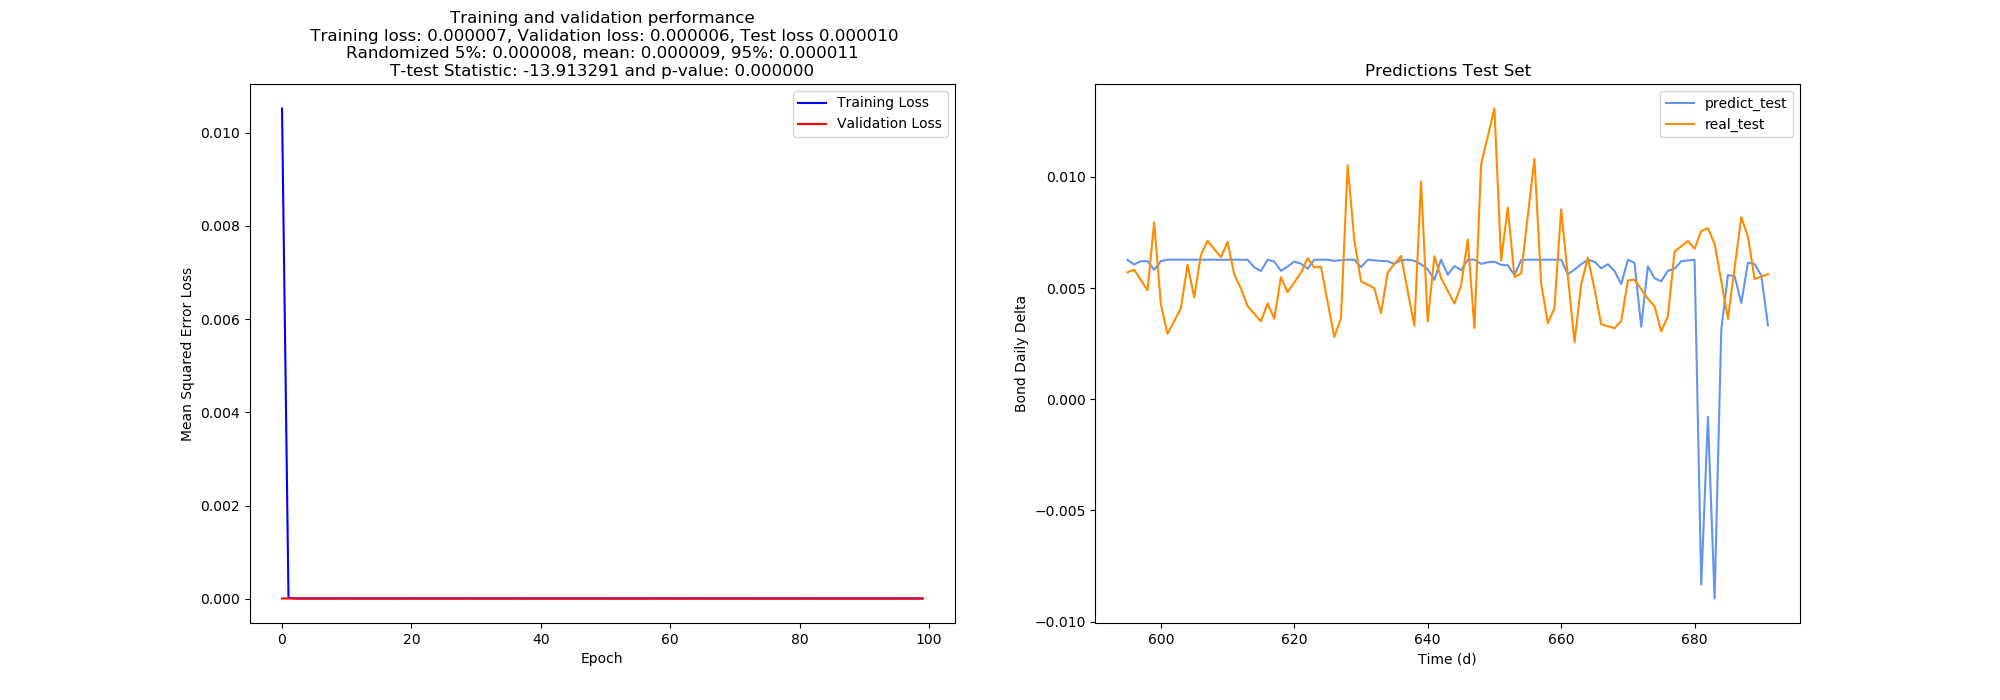 Training and validation performance
Training loss: 0.000007, Validation loss: 0.000006, Test loss 0.000010
Randomized 5%: 0.000008, mean: 0.000009, 95%: 0.000011
T-test Statistic: -13.913291 and p-value: 0.000000
Training Loss
Validation Loss
0.010
0.008
0.006
0.004
0.002
0.000
Mean Squared Error Loss
0 20 40 60 80 100
Epoch
Predictions Test Set
predict_test
real_test
0.010
0.005
0.000
−0.005
−0.010
Bond Daily Delta
600 620 640 660 680
Time (d)